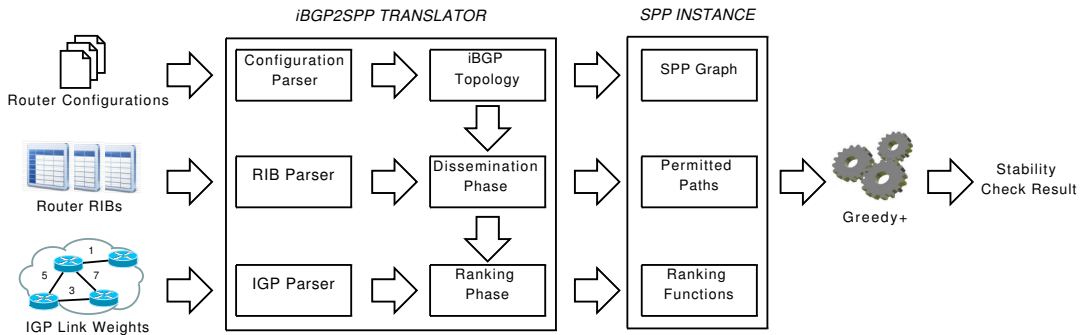 iBGP2SPP TRANSLATOR
SPP INSTANCE
Router Configurations
Configuration
Parser
iBGP
Topology
SPP Graph
Router RIBs
RIB Parser
Dissemination
Phase
Permitted
Paths
Greedy+
Stability
Check Result
1
5
7
3
IGP Link Weights
IGP Parser
Ranking
Phase
Ranking
Functions